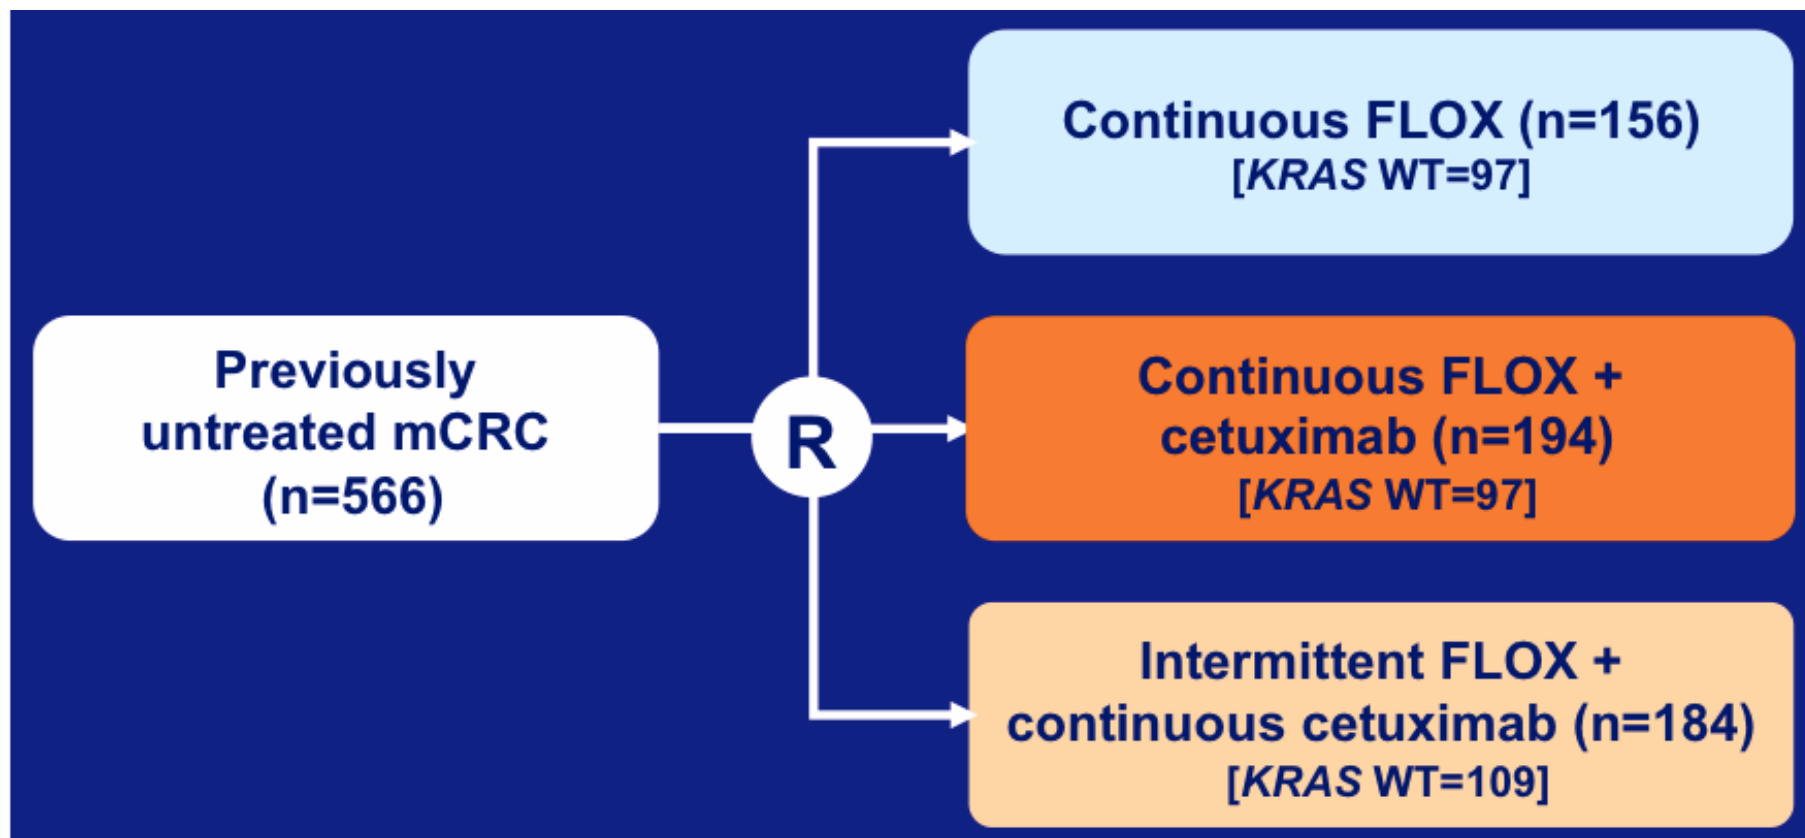 Previously
untreated mCRC
(n=566)
R
Continuous FLOX (n=156)
[KRAS WT=97]
Continuous FLOX +
cetuximab (n=194)
[KRAS WT=97]
Intermittent FLOX +
continuous cetuximab (n=184)
[KRAS WT=109]